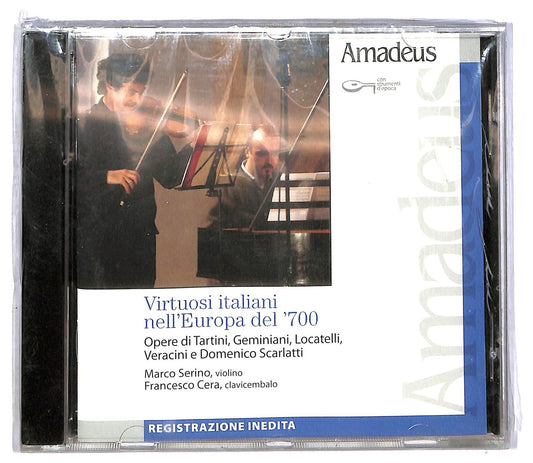 Amadeus
con
strumenti
d'epoca
Amadeus
Virtuosi italiani
nell'Europa del '700
Opere di Tartini, Geminiani, Locatelli,
Veracini e Domenico Scarlatti
Marco Serino, violino
Francesco Cera, clavicembalo
REGISTRAZIONE INEDITA